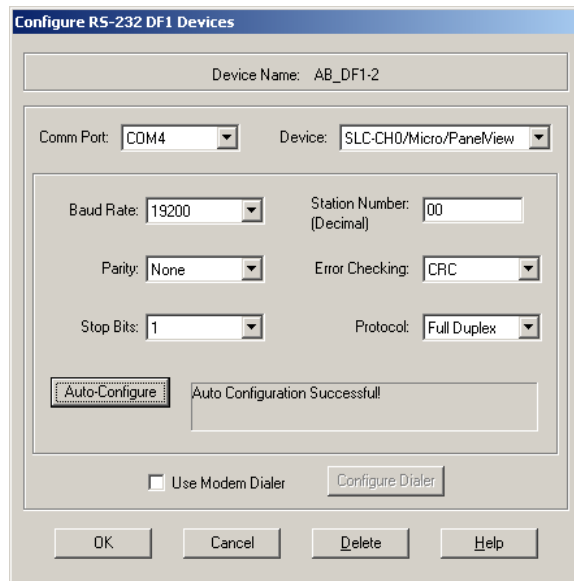 Configure RS-232 DF1 Devices
Device Name: AB_DF1-2
Comm Port: COM4 Device: SLC-CH0/Micro/PanelView
Baud Rate: 19200 Station Number: 00
(Decimal)
Parity: None Error Checking: CRC
Stop Bits: 1 Protocol: Full Duplex
Auto-Configure Auto Configuration Successful!
Use Modem Dialer Configure Dialer
OK Cancel Delete Help